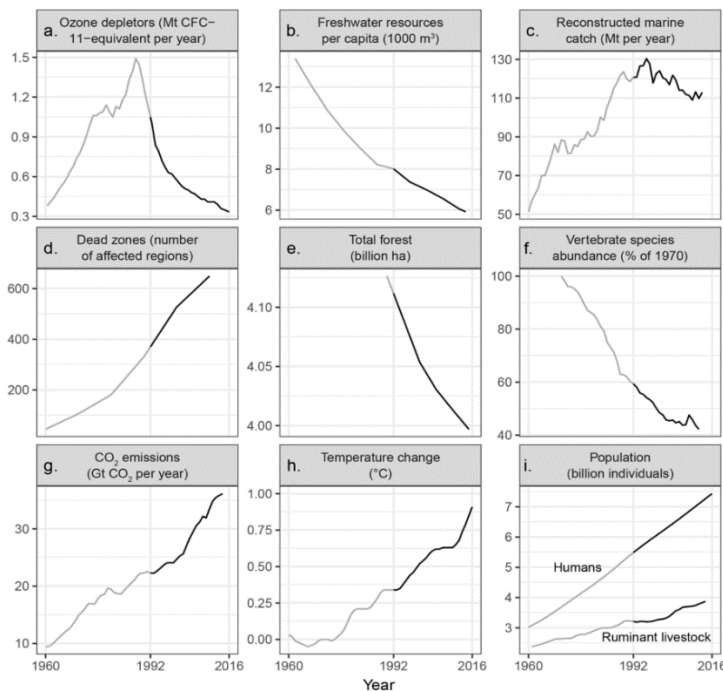 a. Ozone depletors (Mt CFC−
11−equivalent per year)
1.5
1.2
0.9
0.6
0.3
b. Freshwater resources
per capita (1000 m³)
12
10
8
6
c. Reconstructed marine
catch (Mt per year)
130
110
90
70
50
d. Dead zones (number
of affected regions)
600
400
200
e. Total forest
(billion ha)
4.10
4.05
4.00
f. Vertebrate species
abundance (% of 1970)
100
80
60
40
g. CO₂ emissions
(Gt CO₂ per year)
30
20
10
1960 1992 2016
h. Temperature change
(°C)
1.00
0.75
0.50
0.25
0.00
1960 1992 2016
i. Population
(billion individuals)
7
6
5
4
3
Humans
Ruminant livestock
1960 1992 2016
Year